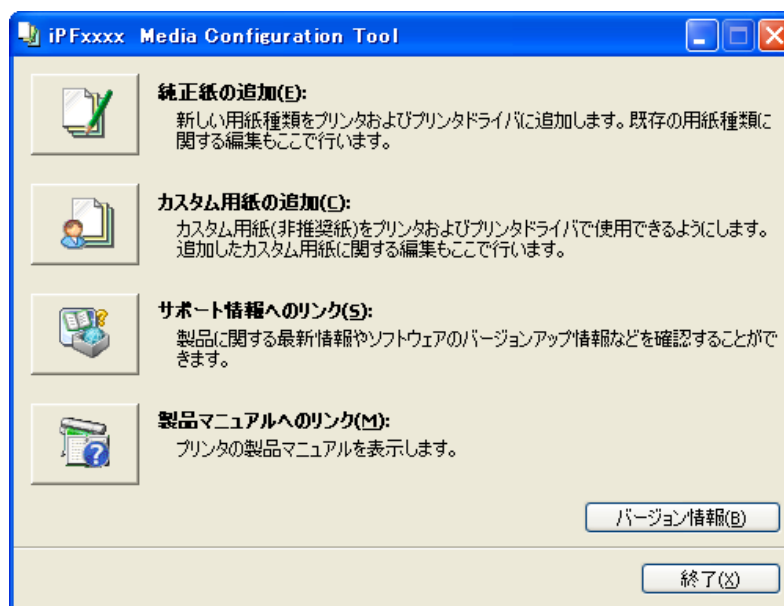 iPFxxxx Media Configuration Tool
純正紙の追加(E):
新しい用紙種類をプリンタおよびプリンタドライバに追加します。既存の用紙種類に
関する編集もここで行います。
カスタム用紙の追加(C):
カスタム用紙(非推奨紙)をプリンタおよびプリンタドライバで使用できるようにします。
追加したカスタム用紙に関する編集もここで行います。
サポート情報へのリンク(S):
製品に関する最新情報やソフトウェアのバージョンアップ情報などを確認することがで
きます。
製品マニュアルへのリンク(M):
プリンタの製品マニュアルを表示します。
バージョン情報(B)
終了(X)